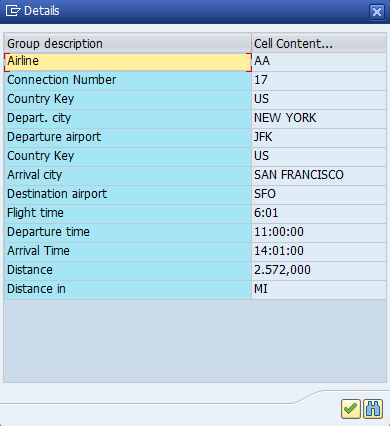 Details
Group description Cell Content...
Airline AA
Connection Number 17
Country Key US
Depart. city NEW YORK
Departure airport JFK
Country Key US
Arrival city SAN FRANCISCO
Destination airport SFO
Flight time 6:01
Departure time 11:00:00
Arrival Time 14:01:00
Distance 2.572,000
Distance in MI